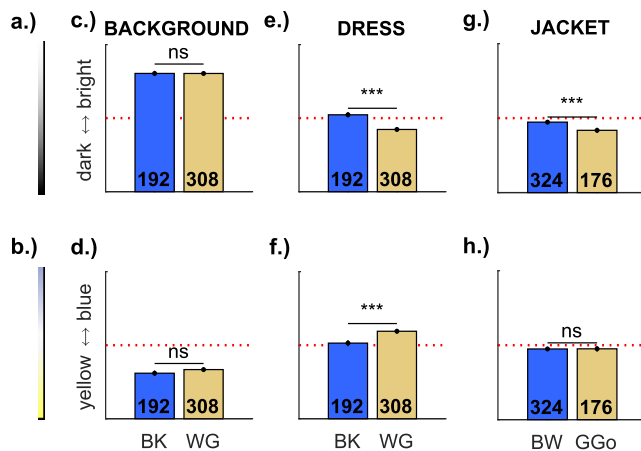 a.) c.) BACKGROUND e.) DRESS g.) JACKET
ns
***
***
dark ↔ bright
192 308
192 308
324 176
b.) d.) f.) h.)
***
ns
ns
yellow ↔ blue
192 308
192 308
324 176
BK WG
BK WG
BW GGo